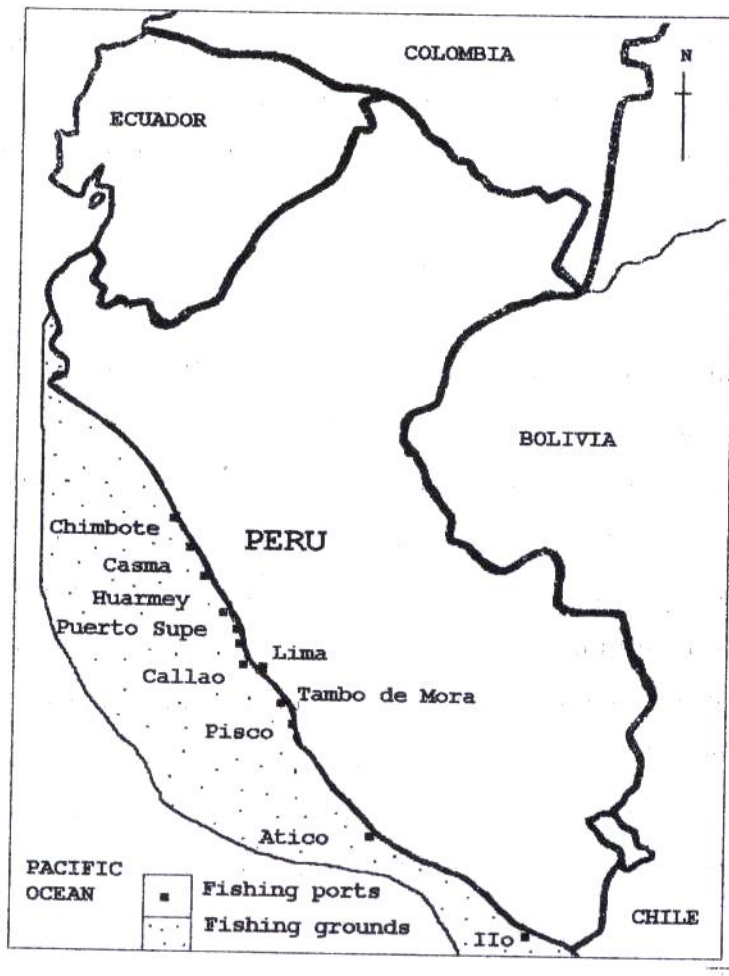 COLOMBIA
N
ECUADOR
BOLIVIA
Chimbote
PERU
Casma
Huarmey
Puerto Supe
Lima
Callao
Tambo de Mora
Pisco
Atico
PACIFIC
OCEAN
Fishing ports
Fishing grounds
CHILE
IIo